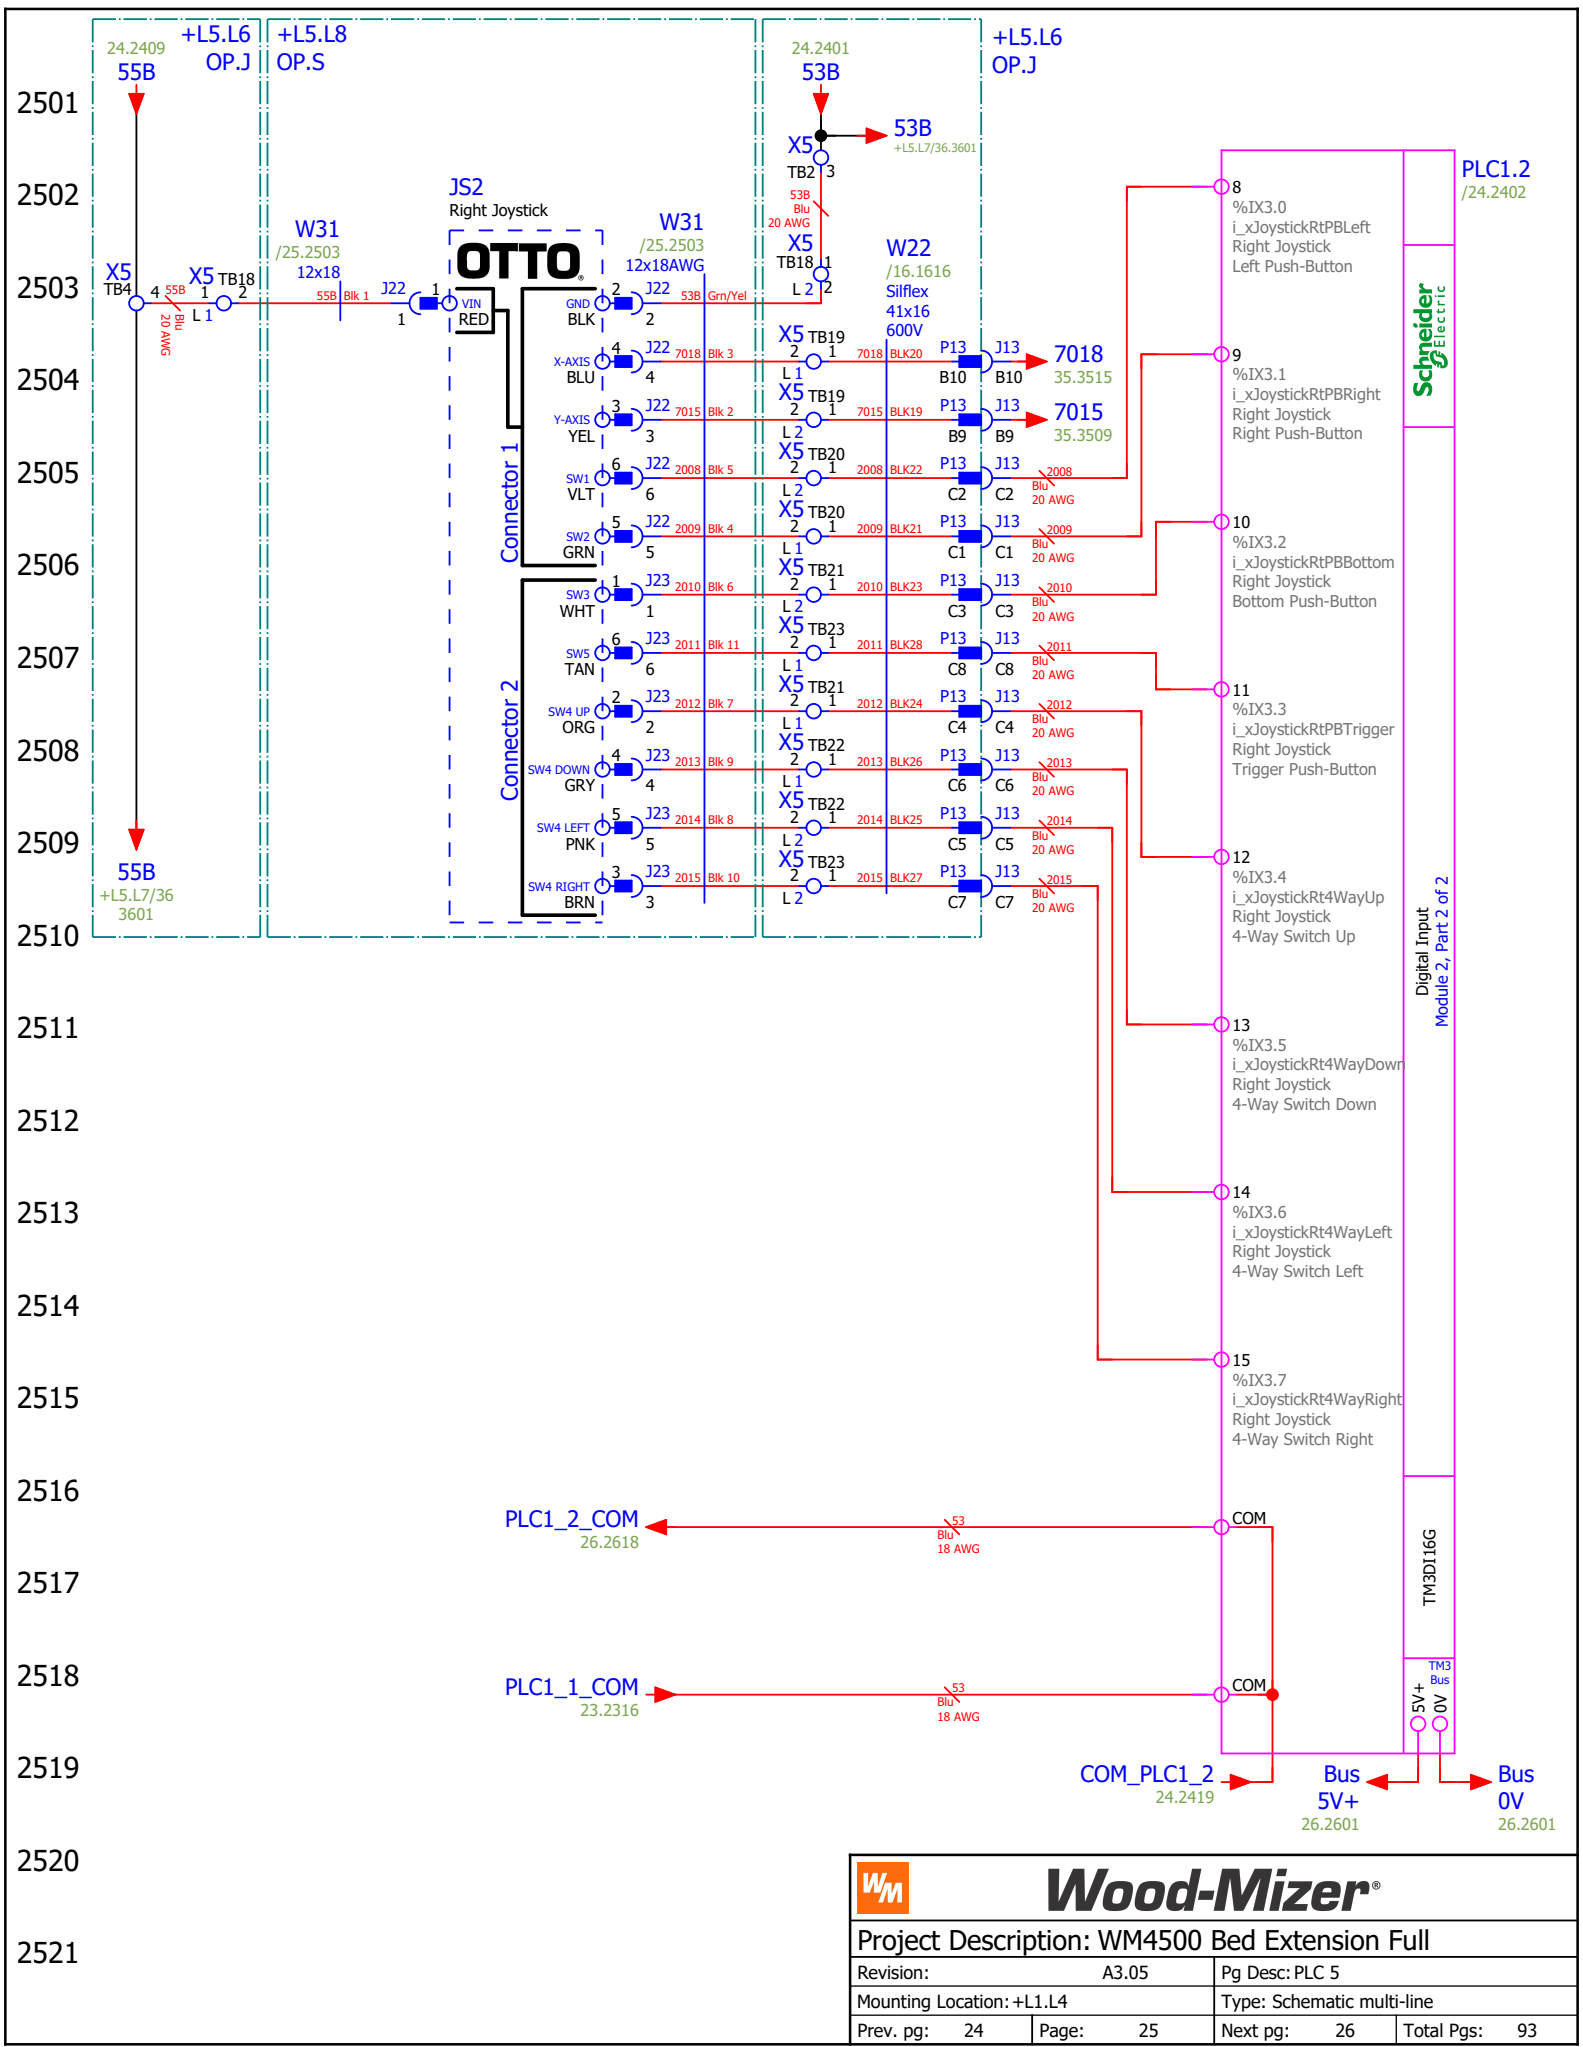 24.2409
55B
+L5.L6
OP.J
+L5.L8
OP.S
24.2401
53B
+L5.L6
OP.J
2501
2502
2503
2504
2505
2506
2507
2508
2509
2510
2511
2512
2513
2514
2515
2516
2517
2518
2519
2520
2521
53B
+L5.L7/36.3601
X5
TB2 3
53B
Blu
20 AWG
X5
TB18 1
L 2 2
JS2
Right Joystick
W31
/25.2503
12x18
OTTO
W31
/25.2503
12x18AWG
W22
/16.1616
Silflex
41x16
600V
X5
TB4 4
55B
Blu
20 AWG
X5 TB18
1 2
L 1
55B Blk 1
J22 1
1
VIN
RED
Connector 1
GND 2 J22 53B Grn/Yel
BLK 2
X-AXIS 4 J22 7018 Blk 3 X5 TB19 2 1 7018 BLK20 P13 J13 7018
BLU 4 L 1 B10 B10 35.3515
Y-AXIS 3 J22 7015 Blk 2 X5 TB19 2 1 7015 BLK19 P13 J13 7015
YEL 3 L 2 B9 B9 35.3509
SW1 6 J22 2008 Blk 5 X5 TB20 2 1 2008 BLK22 P13 J13 2008
VLT 6 L 2 C2 C2 Blu 20 AWG
SW2 5 J22 2009 Blk 4 X5 TB20 2 1 2009 BLK21 P13 J13 2009
GRN 5 L 1 C1 C1 Blu 20 AWG
Connector 2
SW3 1 J23 2010 Blk 6 X5 TB21 2 1 2010 BLK23 P13 J13 2010
WHT 1 L 2 C3 C3 Blu 20 AWG
SW5 6 J23 2011 Blk 11 X5 TB23 2 1 2011 BLK28 P13 J13 2011
TAN 6 L 1 C8 C8 Blu 20 AWG
SW4 UP 2 J23 2012 Blk 7 X5 TB21 2 1 2012 BLK24 P13 J13 2012
ORG 2 L 1 C4 C4 Blu 20 AWG
SW4 DOWN 4 J23 2013 Blk 9 X5 TB22 2 1 2013 BLK26 P13 J13 2013
GRY 4 L 1 C6 C6 Blu 20 AWG
SW4 LEFT 5 J23 2014 Blk 8 X5 TB22 2 1 2014 BLK25 P13 J13 2014
PNK 5 L 2 C5 C5 Blu 20 AWG
SW4 RIGHT 3 J23 2015 Blk 10 X5 TB23 2 1 2015 BLK27 P13 J13 2015
BRN 3 L 2 C7 C7 Blu 20 AWG
55B
+L5.L7/36
3601
PLC1.2
/24.2402
Schneider
Electric
8
%IX3.0
i_xJoystickRtPBLeft
Right Joystick
Left Push-Button
9
%IX3.1
i_xJoystickRtPBRight
Right Joystick
Right Push-Button
10
%IX3.2
i_xJoystickRtPBBottom
Right Joystick
Bottom Push-Button
11
%IX3.3
i_xJoystickRtPBTrigger
Right Joystick
Trigger Push-Button
12
%IX3.4
i_xJoystickRt4WayUp
Right Joystick
4-Way Switch Up
13
%IX3.5
i_xJoystickRt4WayDown
Right Joystick
4-Way Switch Down
14
%IX3.6
i_xJoystickRt4WayLeft
Right Joystick
4-Way Switch Left
15
%IX3.7
i_xJoystickRt4WayRight
Right Joystick
4-Way Switch Right
Digital Input
Module 2, Part 2 of 2
TM3DI16G
TM3
Bus
5V+
0V
PLC1_2_COM
26.2618
53
Blu
18 AWG
COM
PLC1_1_COM
23.2316
53
Blu
18 AWG
COM
COM_PLC1_2
24.2419
Bus
5V+
26.2601
Bus
0V
26.2601
WM
Wood-Mizer®
Project Description: WM4500 Bed Extension Full
Revision: A3.05 Pg Desc: PLC 5
Mounting Location: +L1.L4 Type: Schematic multi-line
Prev. pg: 24 Page: 25 Next pg: 26 Total Pgs: 93